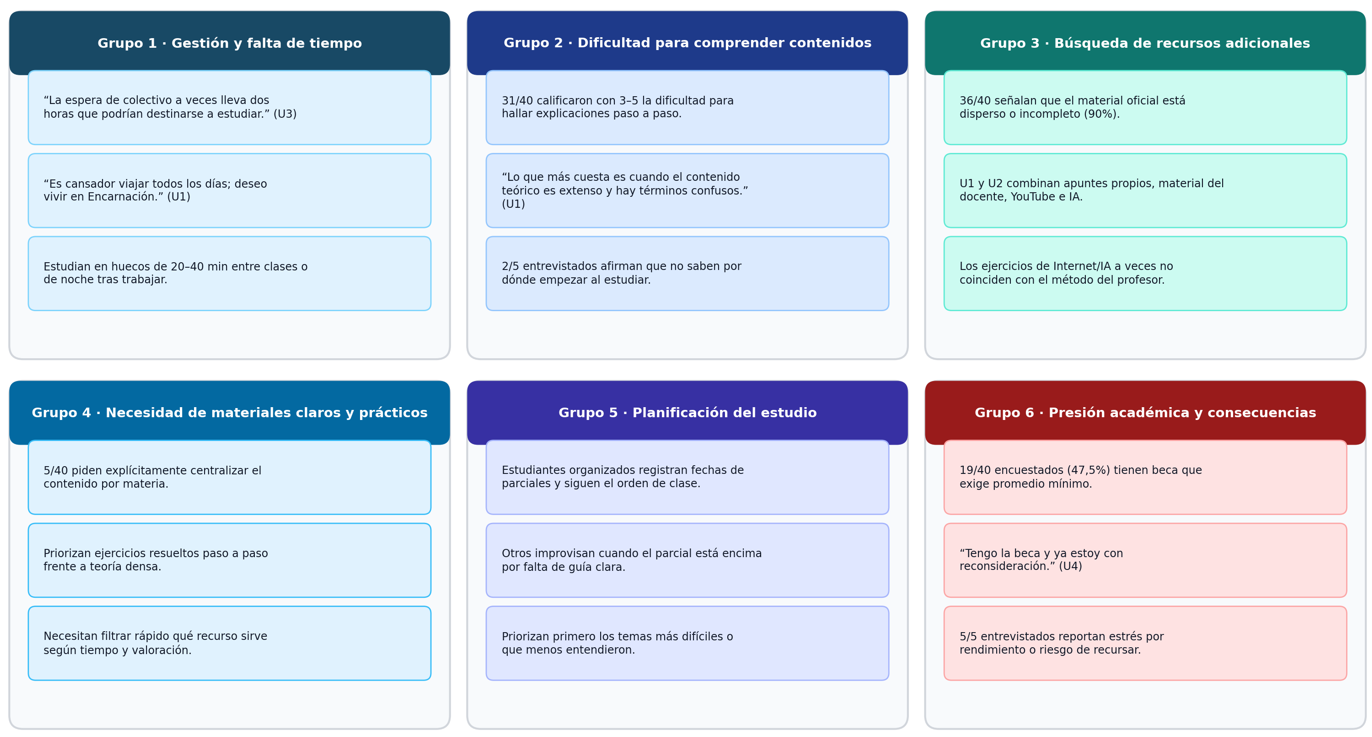 Grupo 1 · Gestión y falta de tiempo
“La espera de colectivo a veces lleva dos
horas que podrían destinarse a estudiar.” (U3)
“Es cansador viajar todos los días; deseo
vivir en Encarnación.” (U1)
Estudian en huecos de 20–40 min entre clases o
de noche tras trabajar.
Grupo 2 · Dificultad para comprender contenidos
31/40 calificaron con 3–5 la dificultad para
hallar explicaciones paso a paso.
“Lo que más cuesta es cuando el contenido
teórico es extenso y hay términos confusos.”
(U1)
2/5 entrevistados afirman que no saben por
dónde empezar al estudiar.
Grupo 3 · Búsqueda de recursos adicionales
36/40 señalan que el material oficial está
disperso o incompleto (90%).
U1 y U2 combinan apuntes propios, material del
docente, YouTube e IA.
Los ejercicios de Internet/IA a veces no
coinciden con el método del profesor.
Grupo 4 · Necesidad de materiales claros y prácticos
5/40 piden explícitamente centralizar el
contenido por materia.
Priorizan ejercicios resueltos paso a paso
frente a teoría densa.
Necesitan filtrar rápido qué recurso sirve
según tiempo y valoración.
Grupo 5 · Planificación del estudio
Estudiantes organizados registran fechas de
parciales y siguen el orden de clase.
Otros improvisan cuando el parcial está encima
por falta de guía clara.
Priorizan primero los temas más difíciles o
que menos entendieron.
Grupo 6 · Presión académica y consecuencias
19/40 encuestados (47,5%) tienen beca que
exige promedio mínimo.
“Tengo la beca y ya estoy con
reconsideración.” (U4)
5/5 entrevistados reportan estrés por
rendimiento o riesgo de recursar.